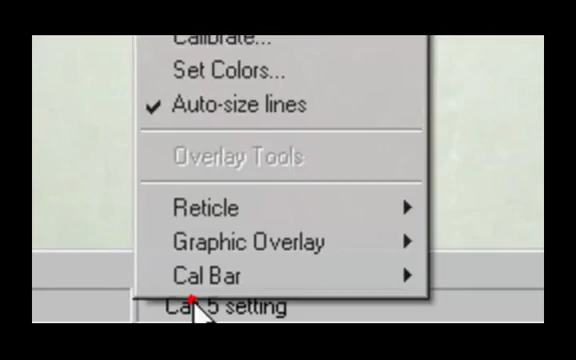 Calibrate...
Set Colors...
Auto-size lines
Overlay Tools
Reticle
Graphic Overlay
Cal Bar
5 setting